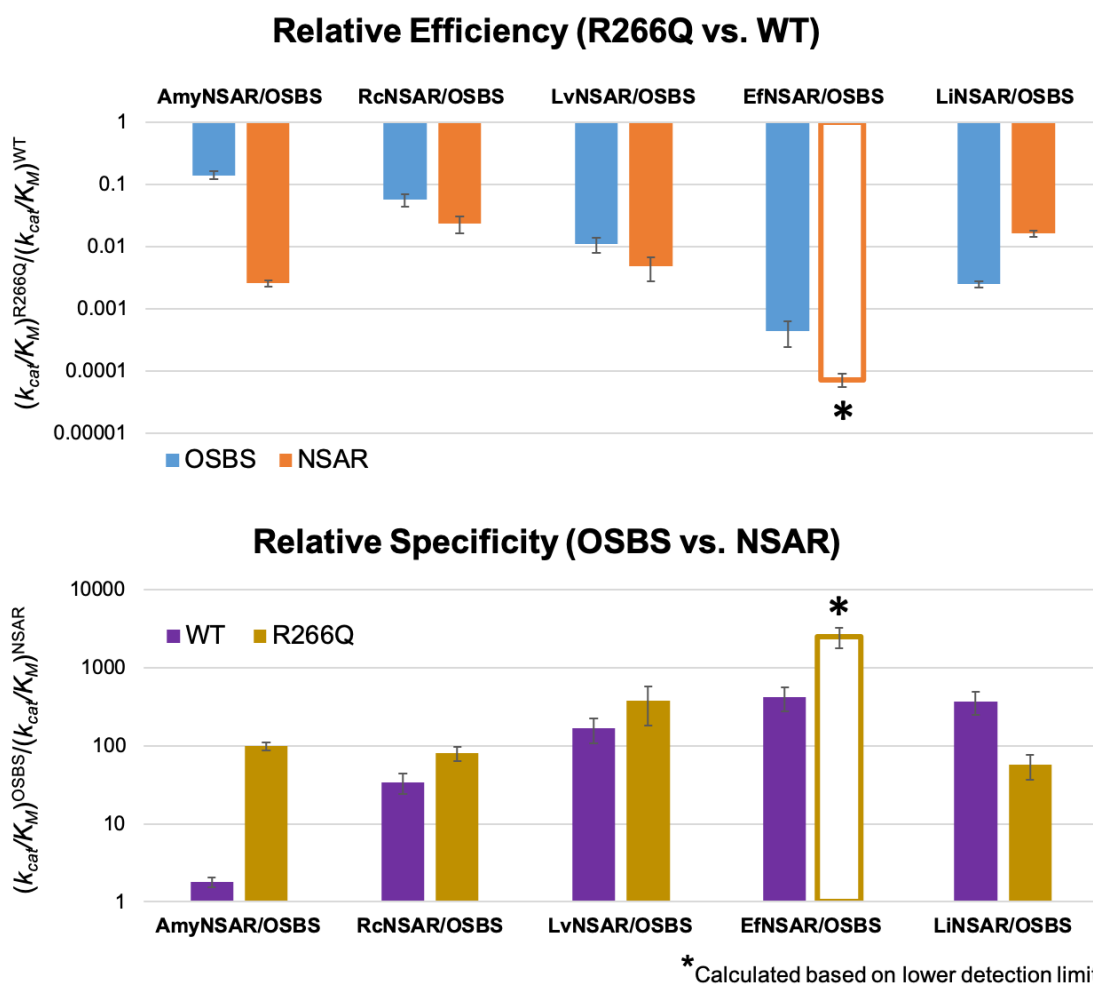 Relative Efficiency (R266Q vs. WT)
AmyNSAR/OSBS RcNSAR/OSBS LvNSAR/OSBS EfNSAR/OSBS LiNSAR/OSBS
(kcat/KM)R266Q/(kcat/KM)WT
1
0.1
0.01
0.001
0.0001
0.00001
*
OSBS NSAR
Relative Specificity (OSBS vs. NSAR)
(kcat/KM)OSBS/(kcat/KM)NSAR
10000
1000
100
10
1
*
WT R266Q
AmyNSAR/OSBS RcNSAR/OSBS LvNSAR/OSBS EfNSAR/OSBS LiNSAR/OSBS
*Calculated based on lower detection limit